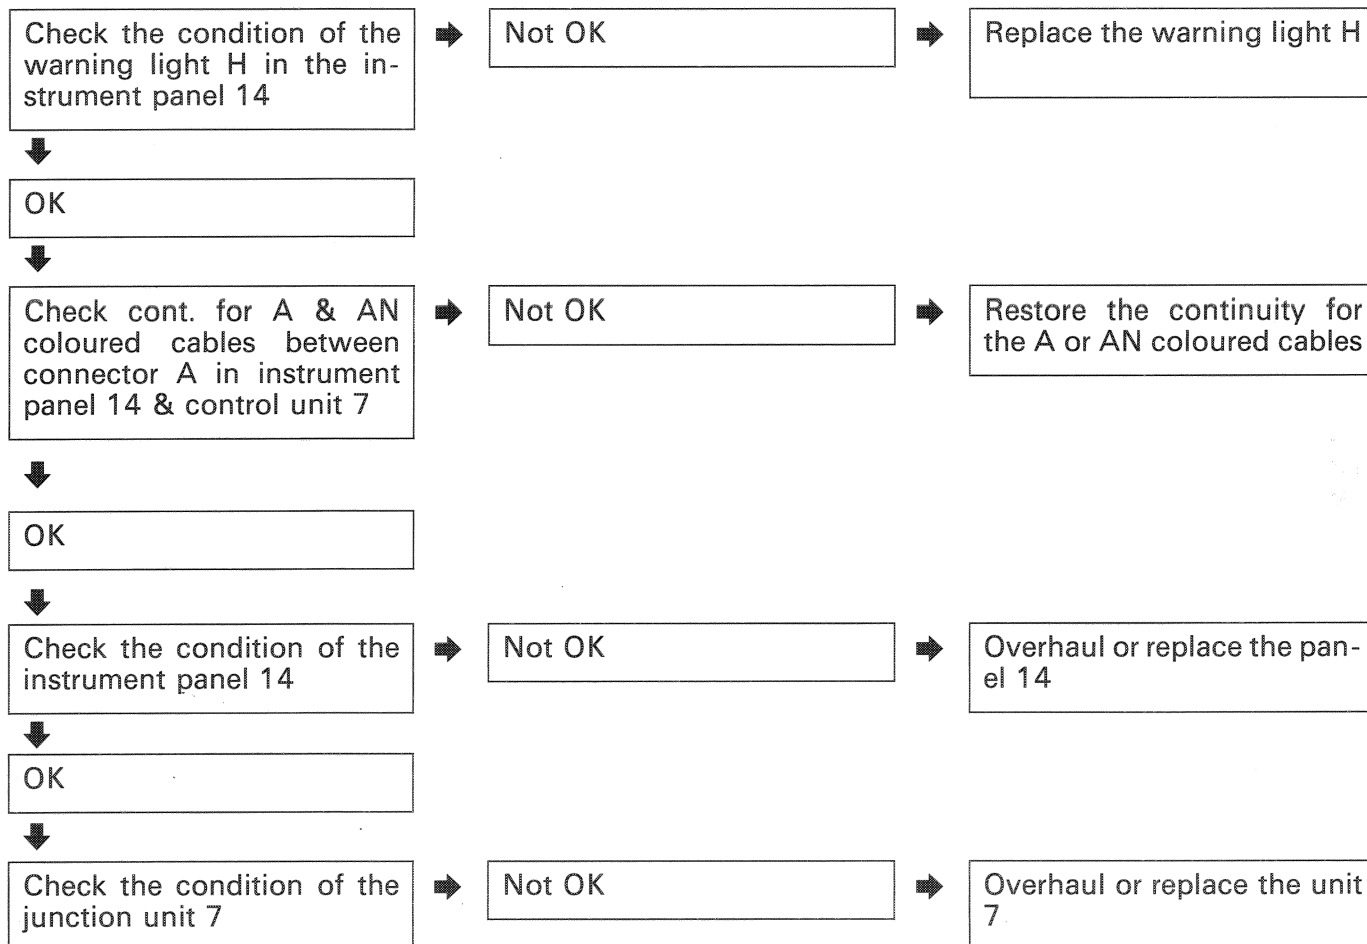 Check the condition of the
warning light H in the in-
strument panel 14
Not OK
Replace the warning light H
OK
Check cont. for A & AN
coloured cables between
connector A in instrument
panel 14 & control unit 7
Not OK
Restore the continuity for
the A or AN coloured cables
OK
Check the condition of the
instrument panel 14
Not OK
Overhaul or replace the pan-
el 14
OK
Check the condition of the
junction unit 7
Not OK
Overhaul or replace the unit
7